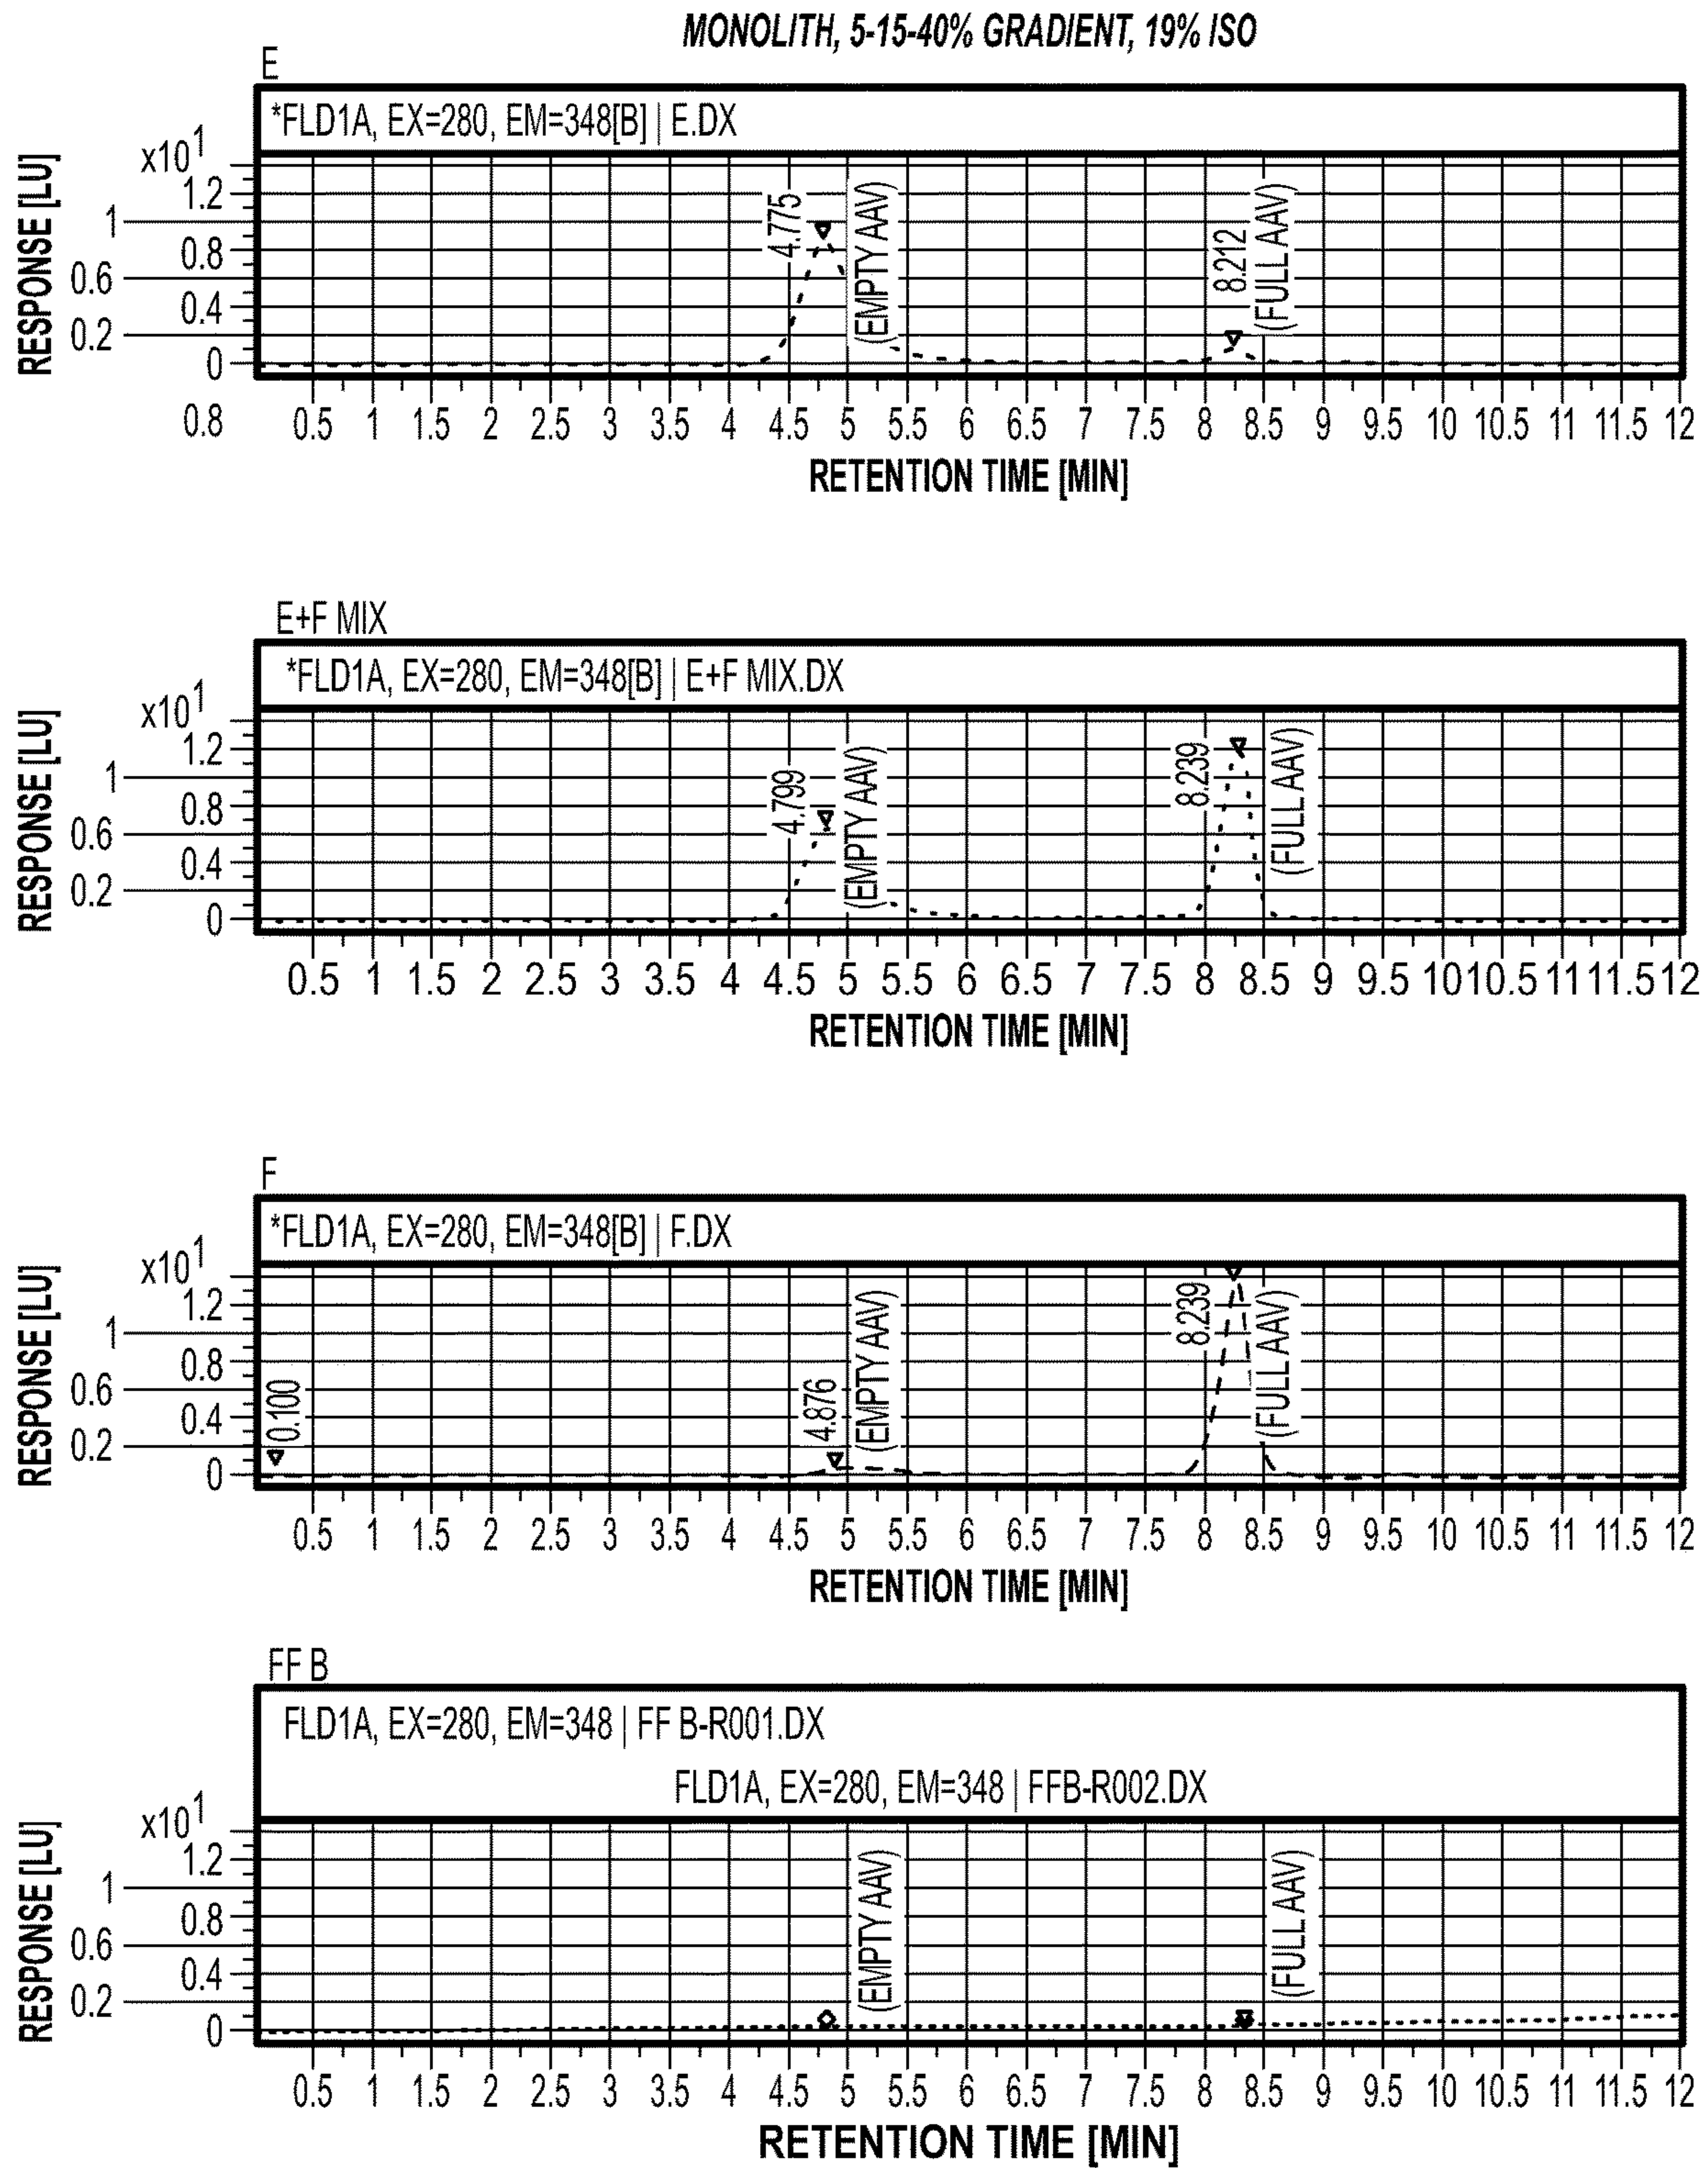 MONOLITH, 5-15-40% GRADIENT, 19% ISO
E
*FLD1A, EX=280, EM=348[B] | E.DX
x10¹
1.2
1
0.8
0.6
0.4
0.2
0
RESPONSE [LU]
4.775
(EMPTY AAV)
8.212
(FULL AAV)
0.8
0.5 1 1.5 2 2.5 3 3.5 4 4.5 5 5.5 6 6.5 7 7.5 8 8.5 9 9.5 10 10.5 11 11.5 12
RETENTION TIME [MIN]
E+F MIX
*FLD1A, EX=280, EM=348[B] | E+F MIX.DX
x10¹
1.2
1
0.8
0.6
0.4
0.2
0
RESPONSE [LU]
4.799
(EMPTY AAV)
8.239
(FULL AAV)
0.5 1 1.5 2 2.5 3 3.5 4 4.5 5 5.5 6 6.5 7 7.5 8 8.5 9 9.5 10 10.5 11 11.5 12
RETENTION TIME [MIN]
F
*FLD1A, EX=280, EM=348[B] | F.DX
x10¹
1.2
1
0.8
0.6
0.4
0.2
0
RESPONSE [LU]
0.100
4.876
(EMPTY AAV)
8.239
(FULL AAV)
0.5 1 1.5 2 2.5 3 3.5 4 4.5 5 5.5 6 6.5 7 7.5 8 8.5 9 9.5 10 10.5 11 11.5 12
RETENTION TIME [MIN]
FF B
FLD1A, EX=280, EM=348 | FF B-R001.DX
FLD1A, EX=280, EM=348 | FFB-R002.DX
x10¹
1.2
1
0.8
0.6
0.4
0.2
0
RESPONSE [LU]
(EMPTY AAV)
(FULL AAV)
0.5 1 1.5 2 2.5 3 3.5 4 4.5 5 5.5 6 6.5 7 7.5 8 8.5 9 9.5 10 10.5 11 11.5 12
RETENTION TIME [MIN]